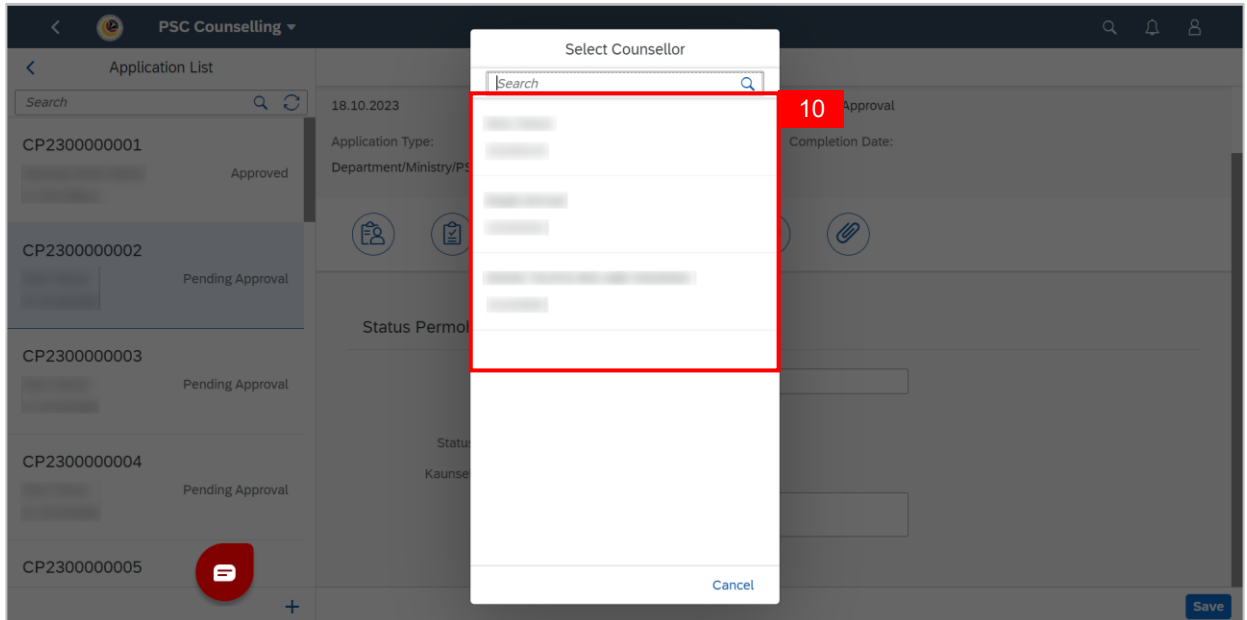 PSC Counselling
Application List
Search
CP2300000001
Approved
CP2300000002
Pending Approval
CP2300000003
Pending Approval
CP2300000004
Pending Approval
CP2300000005
+
18.10.2023
Approval
Application Type:
Completion Date:
Department/Ministry/PS
Status Permo
Status
Kaunse
Save
Select Counsellor
Search
10
Cancel